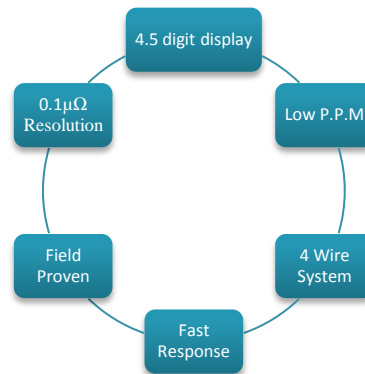 4.5 digit display
Low P.P.M
4 Wire
System
Fast
Response
Field
Proven
0.1μΩ
Resolution